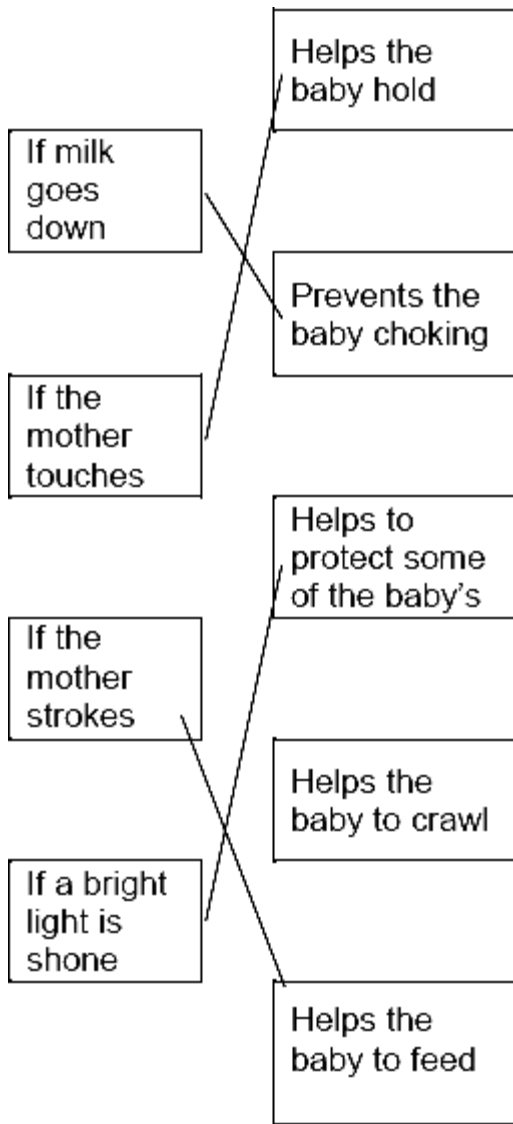 Helps the
baby hold
If milk
goes
down
Prevents the
baby choking
If the
mother
touches
Helps to
protect some
of the baby's
If the
mother
strokes
Helps the
baby to crawl
If a bright
light is
shone
Helps the
baby to feed